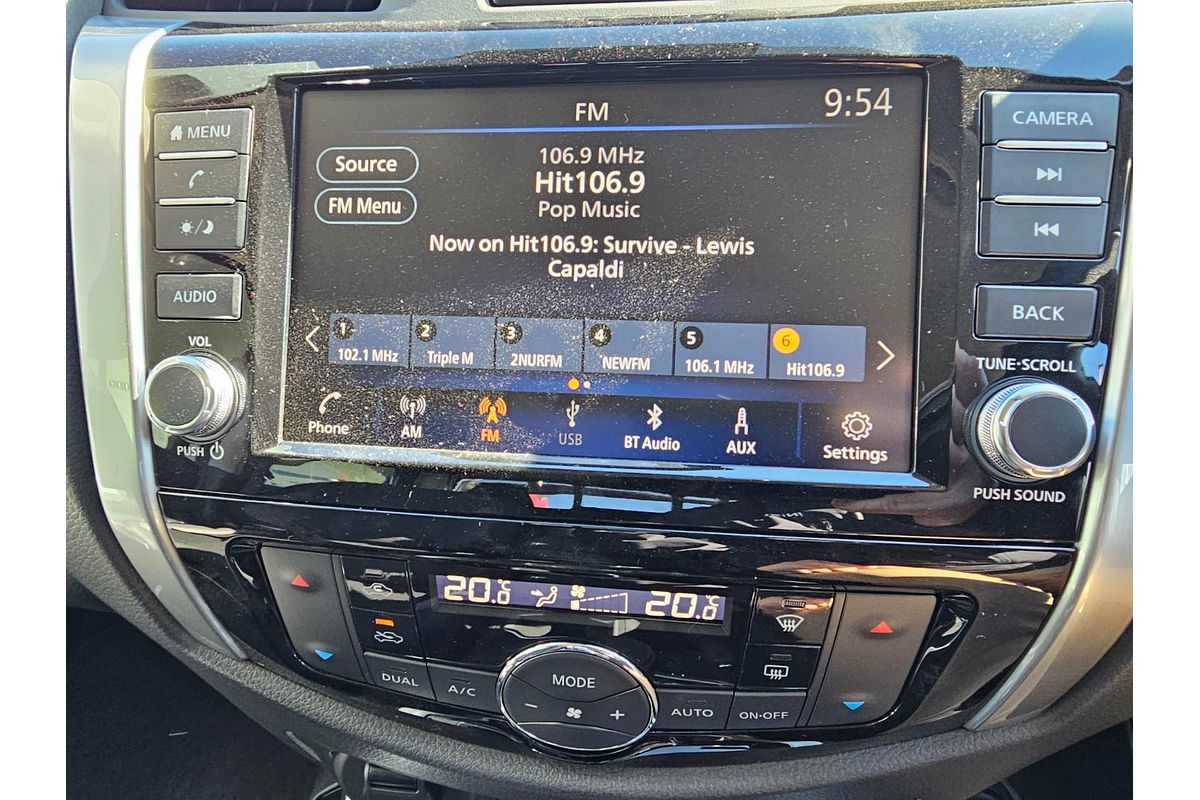 FM
9:54
Source
FM Menu
106.9 MHz
Hit106.9
Pop Music
Now on Hit106.9: Survive - Lewis
Capaldi
1
102.1 MHz
2
Triple M
3
2NURFM
4
NEWFM
5
106.1 MHz
6
Hit106.9
Phone
AM
FM
USB
BT Audio
AUX
Settings
MENU
AUDIO
VOL
PUSH
CAMERA
BACK
TUNE·SCROLL
PUSH SOUND
20.0°C
20.0°C
DUAL
A/C
MODE
- +
AUTO
ON·OFF